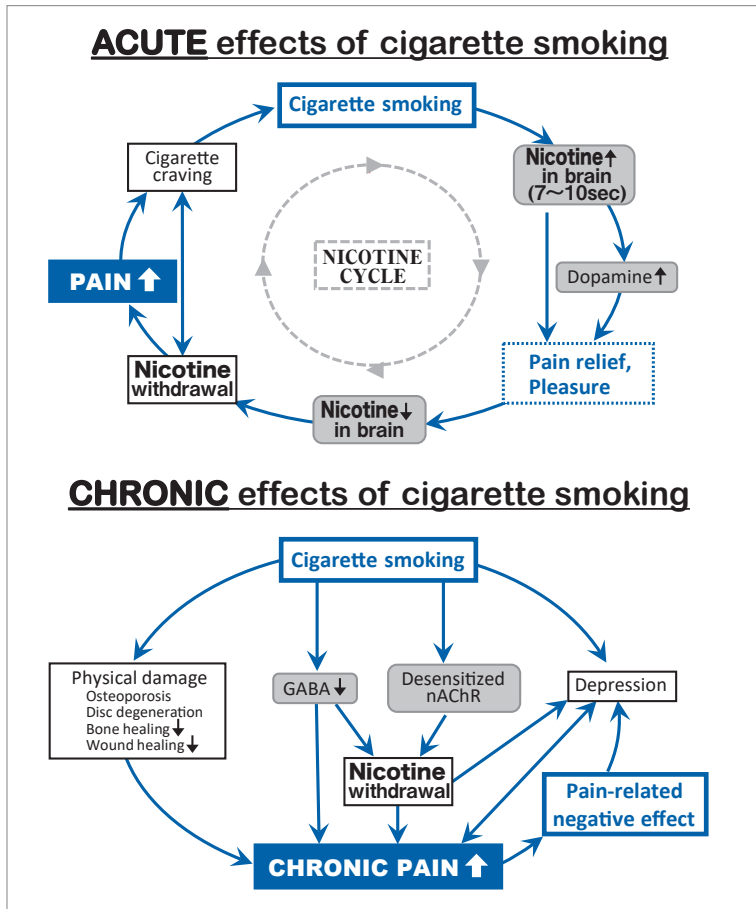 ACUTE effects of cigarette smoking
Cigarette smoking
Cigarette
craving
Nicotine↑
in brain
(7～10sec)
NICOTINE
CYCLE
PAIN ↑
Dopamine↑
Nicotine
withdrawal
Pain relief,
Pleasure
Nicotine↓
in brain
CHRONIC effects of cigarette smoking
Cigarette smoking
Physical damage
Osteoporosis
Disc degeneration
Bone healing↓
Wound healing↓
GABA↓
Desensitized
nAChR
Depression
Nicotine
withdrawal
Pain-related
negative effect
CHRONIC PAIN ↑